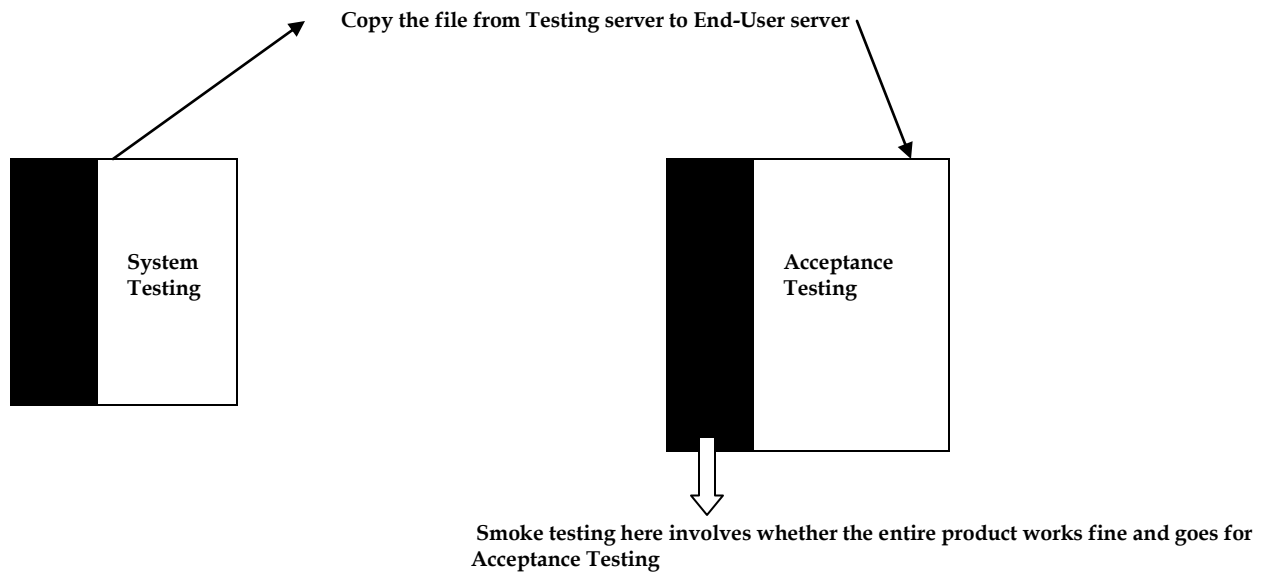 Copy the file from Testing server to End-User server
System
Testing
Acceptance
Testing
Smoke testing here involves whether the entire product works fine and goes for
Acceptance Testing